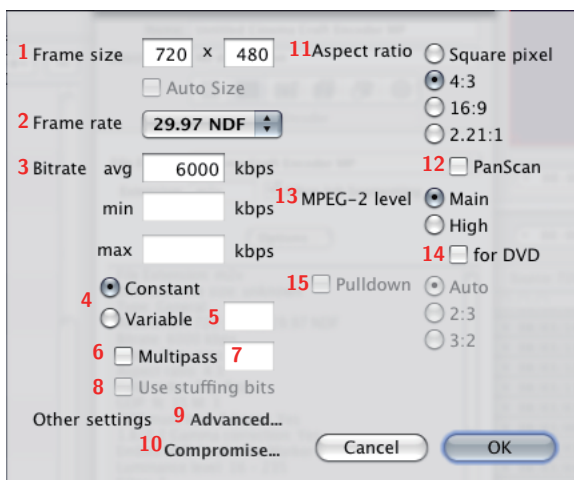 1 Frame size 720 x 480
Auto Size
2 Frame rate 29.97 NDF
3 Bitrate avg 6000 kbps
min kbps
max kbps
4 Constant
Variable 5
6 Multipass 7
8 Use stuffing bits
Other settings 9 Advanced...
10 Compromise...
11 Aspect ratio Square pixel
4:3
16:9
2.21:1
12 PanScan
13 MPEG-2 level Main
High
14 for DVD
15 Pulldown Auto
2:3
3:2
Cancel OK